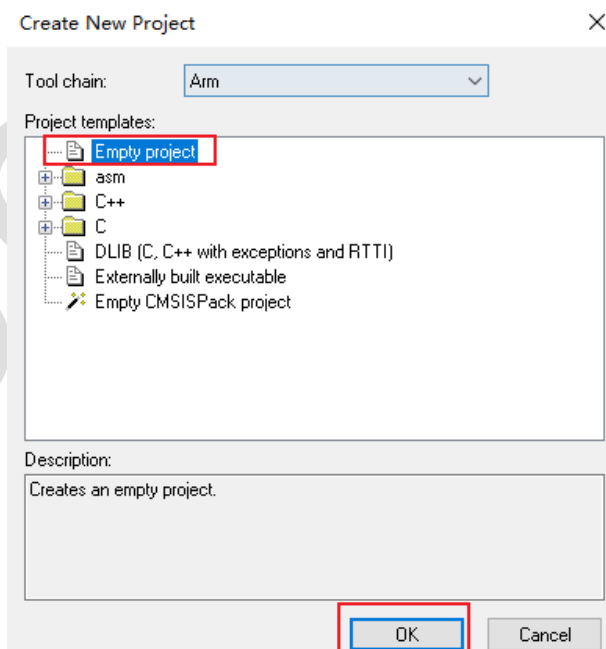 Create New Project
Tool chain: Arm
Project templates:
Empty project
asm
C++
C
DLIB (C, C++ with exceptions and RTTI)
Externally built executable
Empty CMSISPack project
Description:
Creates an empty project.
OK Cancel